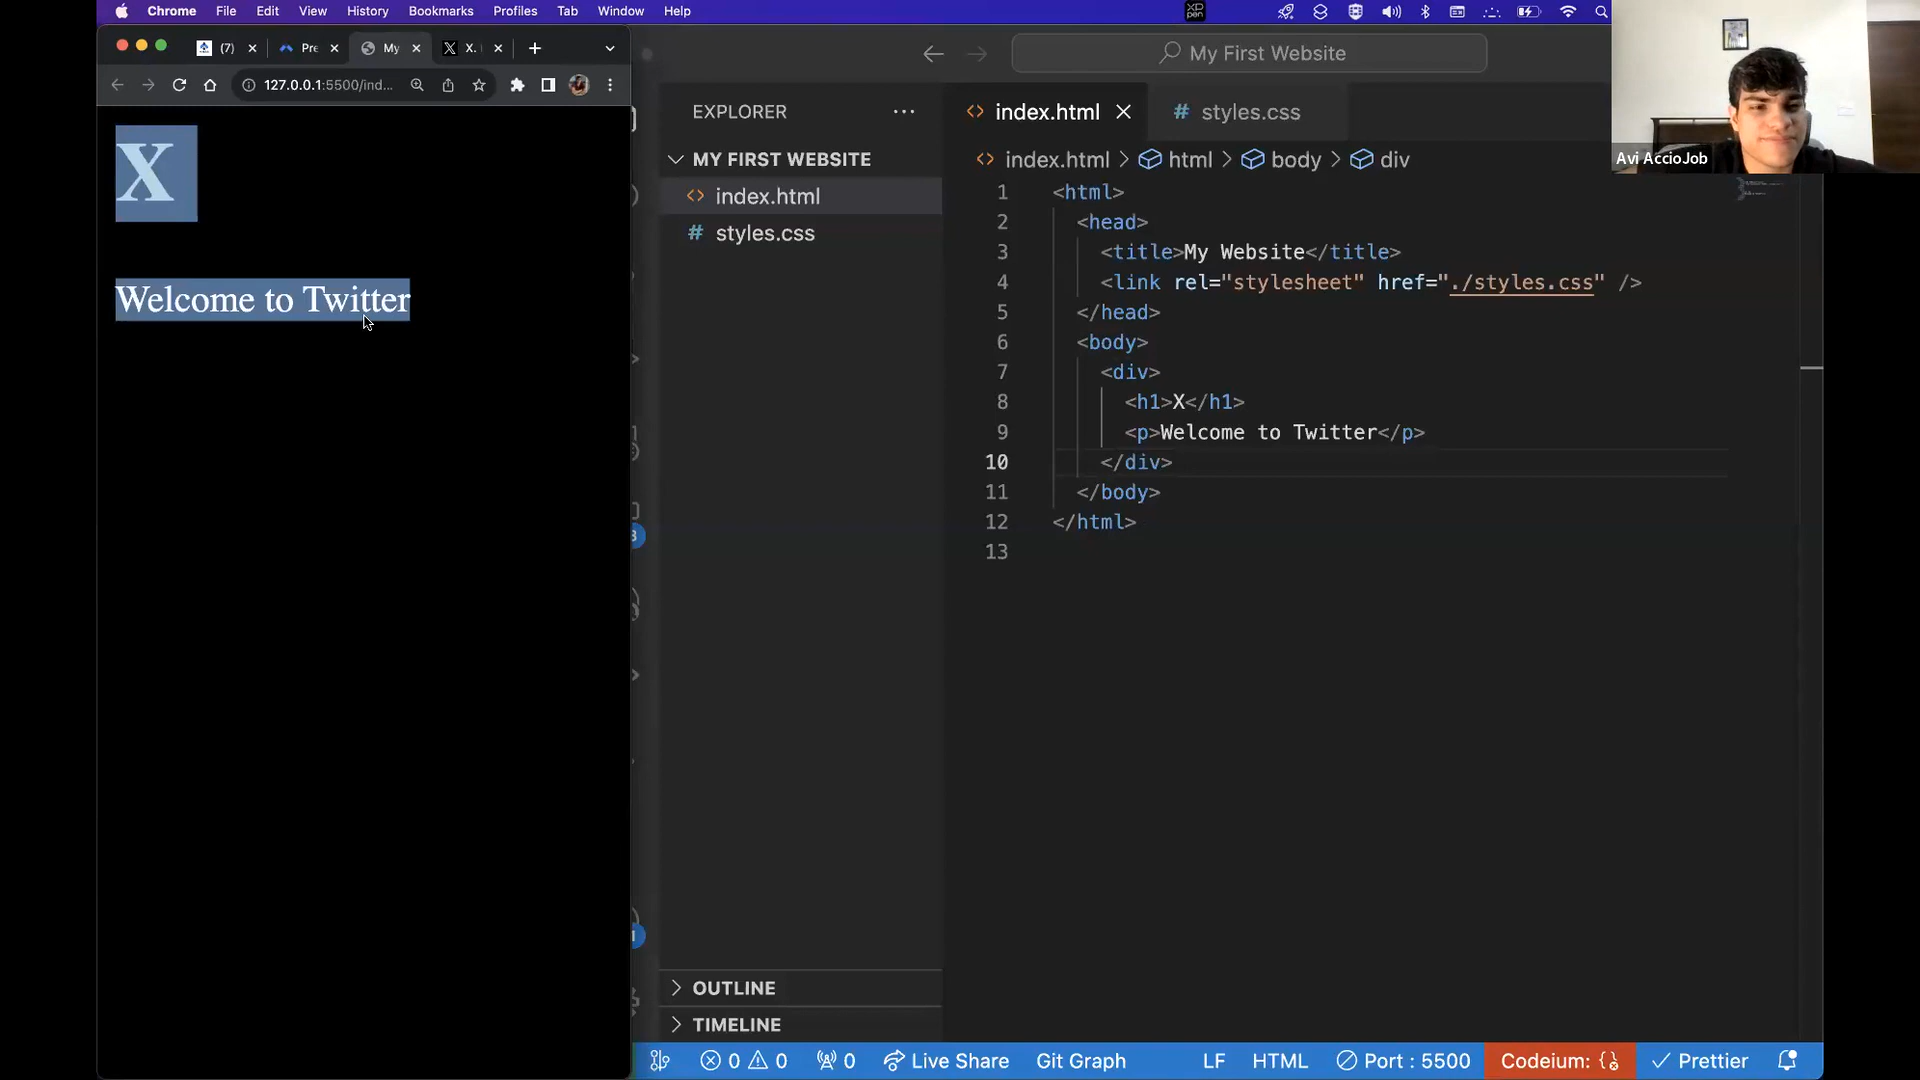 Chrome File Edit View History Bookmarks Profiles Tab Window Help
(7) Pre My X.
127.0.0.1:5500/ind...
X
Welcome to Twitter
My First Website
EXPLORER
MY FIRST WEBSITE
index.html
styles.css
index.html styles.css
index.html > html > body > div
1 <html>
2 <head>
3 <title>My Website</title>
4 <link rel="stylesheet" href="./styles.css" />
5 </head>
6 <body>
7 <div>
8 <h1>X</h1>
9 <p>Welcome to Twitter</p>
10 </div>
11 </body>
12 </html>
13
Avi AccioJob
OUTLINE
TIMELINE
0 0 0 Live Share Git Graph LF HTML Port : 5500 Codeium: {} Prettier